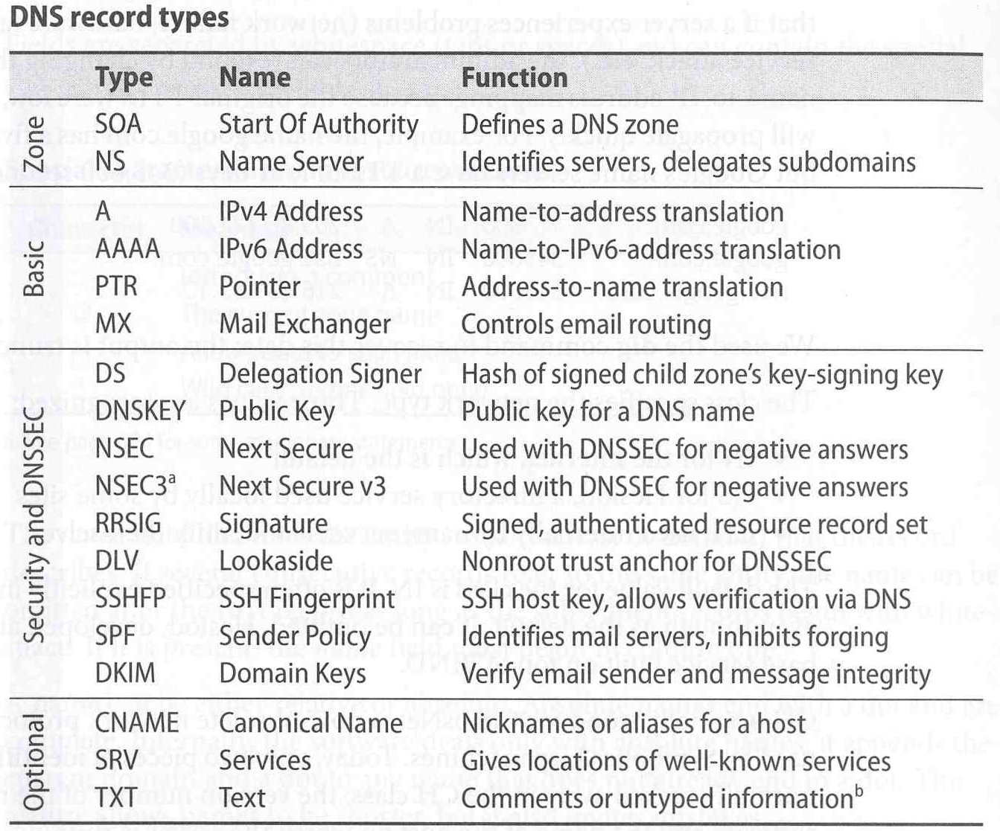 DNS record types
Type Name Function
Zone
SOA Start Of Authority Defines a DNS zone
NS Name Server Identifies servers, delegates subdomains
Basic
A IPv4 Address Name-to-address translation
AAAA IPv6 Address Name-to-IPv6-address translation
PTR Pointer Address-to-name translation
MX Mail Exchanger Controls email routing
Security and DNSSEC
DS Delegation Signer Hash of signed child zone's key-signing key
DNSKEY Public Key Public key for a DNS name
NSEC Next Secure Used with DNSSEC for negative answers
NSEC3a Next Secure v3 Used with DNSSEC for negative answers
RRSIG Signature Signed, authenticated resource record set
DLV Lookaside Nonroot trust anchor for DNSSEC
SSHFP SSH Fingerprint SSH host key, allows verification via DNS
SPF Sender Policy Identifies mail servers, inhibits forging
DKIM Domain Keys Verify email sender and message integrity
Optional
CNAME Canonical Name Nicknames or aliases for a host
SRV Services Gives locations of well-known services
TXT Text Comments or untyped informationb